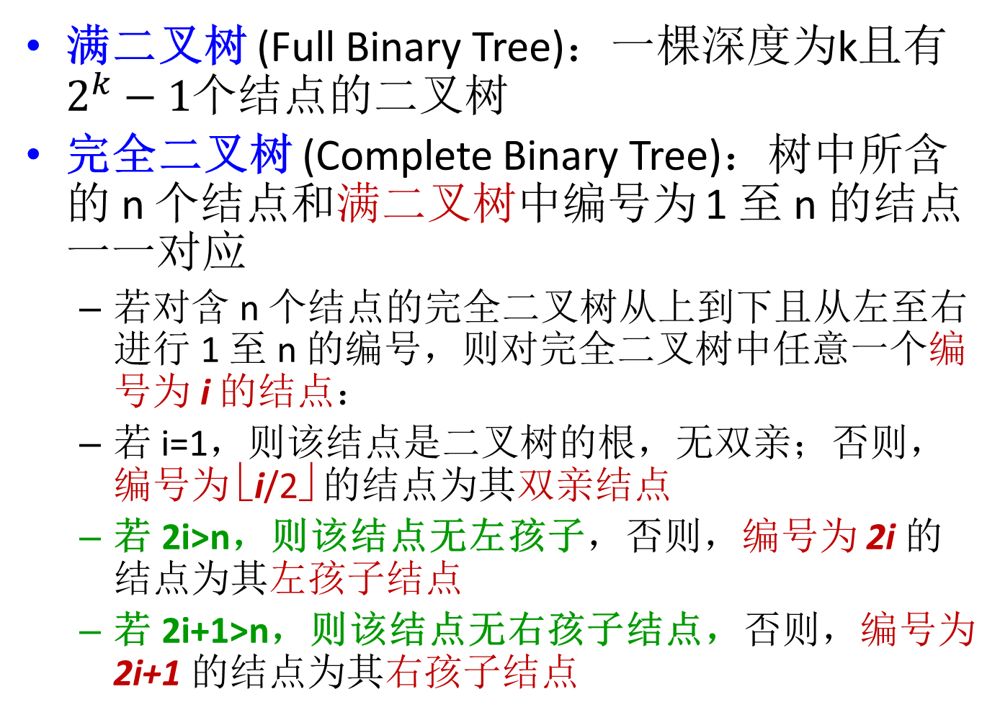 • 满二叉树 (Full Binary Tree)：一棵深度为k且有
2^k − 1个结点的二叉树
• 完全二叉树 (Complete Binary Tree)：树中所含
的 n 个结点和满二叉树中编号为 1 至 n 的结点
一一对应
– 若对含 n 个结点的完全二叉树从上到下且从左至右
进行 1 至 n 的编号，则对完全二叉树中任意一个编
号为 i 的结点：
– 若 i=1，则该结点是二叉树的根，无双亲；否则，
编号为⌊i/2⌋ 的结点为其双亲结点
– 若 2i>n，则该结点无左孩子，否则，编号为 2i 的
结点为其左孩子结点
– 若 2i+1>n，则该结点无右孩子结点，否则，编号为
2i+1 的结点为其右孩子结点